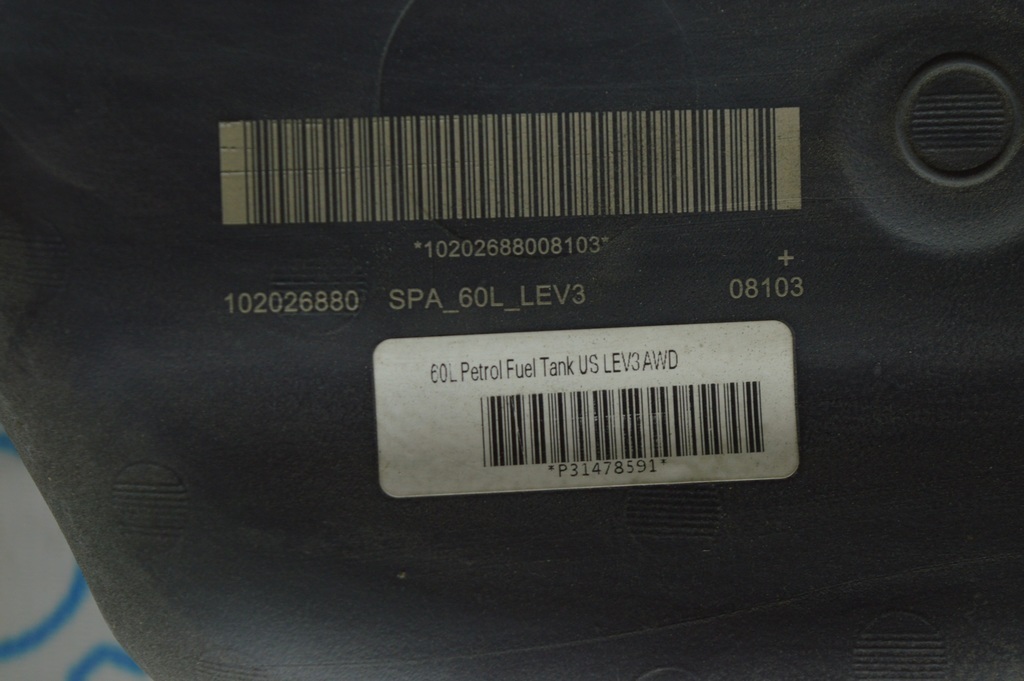 *10202688008103*
+
102026880 SPA_60L_LEV3 08103
60L Petrol Fuel Tank US LEV3 AWD
*P31478591*